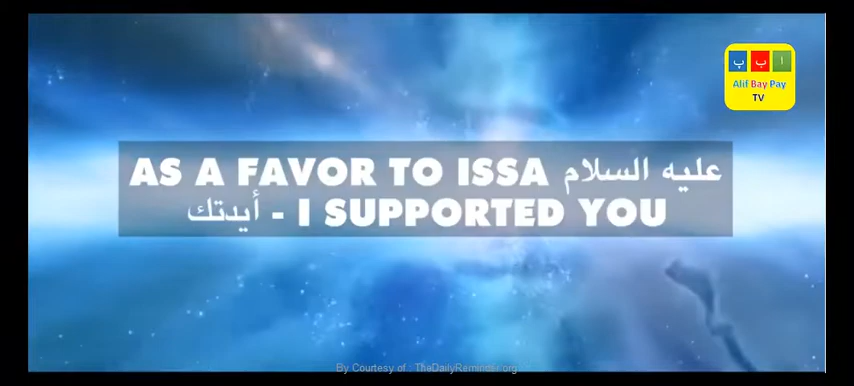 ا ب پ
Alif Bay Pay
TV
AS A FAVOR TO ISSA عليه السلام
أيدتك - I SUPPORTED YOU
By Courtesy of : TheDailyReminder.org